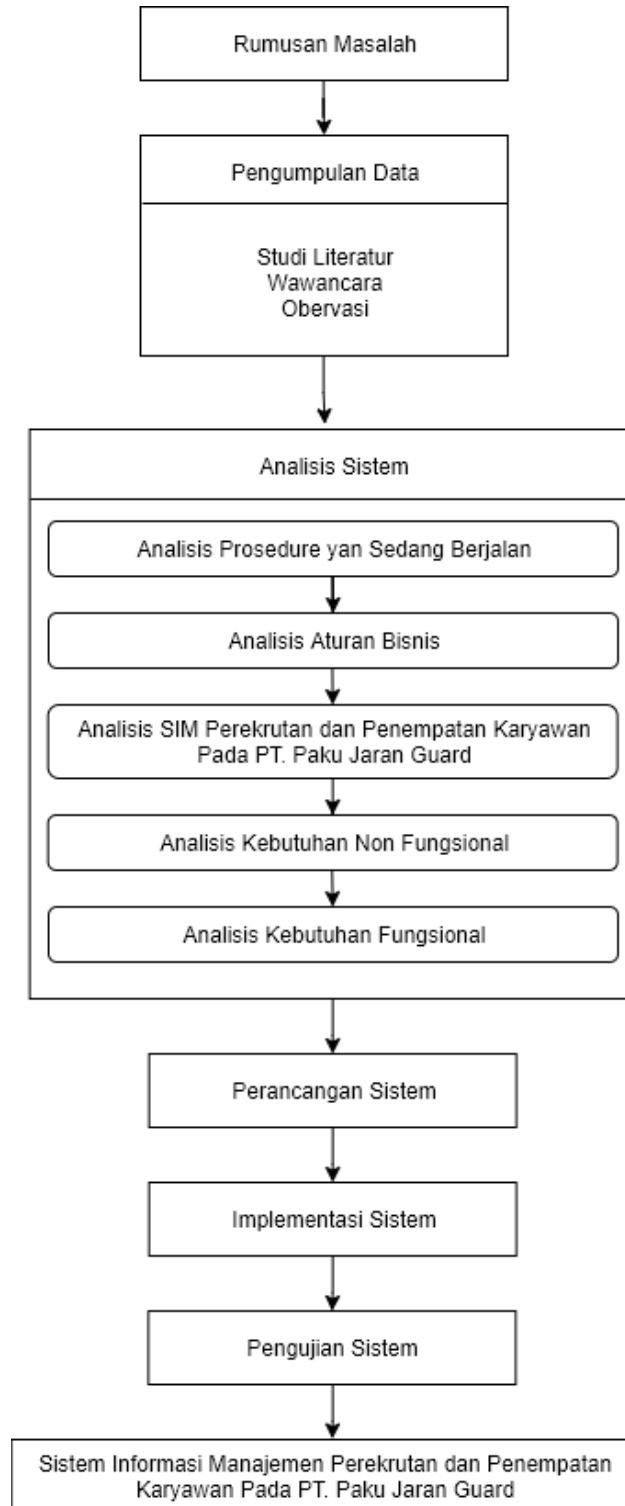 Rumusan Masalah
Pengumpulan Data
Studi Literatur
Wawancara
Obervasi
Analisis Sistem
Analisis Prosedure yan Sedang Berjalan
Analisis Aturan Bisnis
Analisis SIM Perekrutan dan Penempatan Karyawan
Pada PT. Paku Jaran Guard
Analisis Kebutuhan Non Fungsional
Analisis Kebutuhan Fungsional
Perancangan Sistem
Implementasi Sistem
Pengujian Sistem
Sistem Informasi Manajemen Perekrutan dan Penempatan
Karyawan Pada PT. Paku Jaran Guard